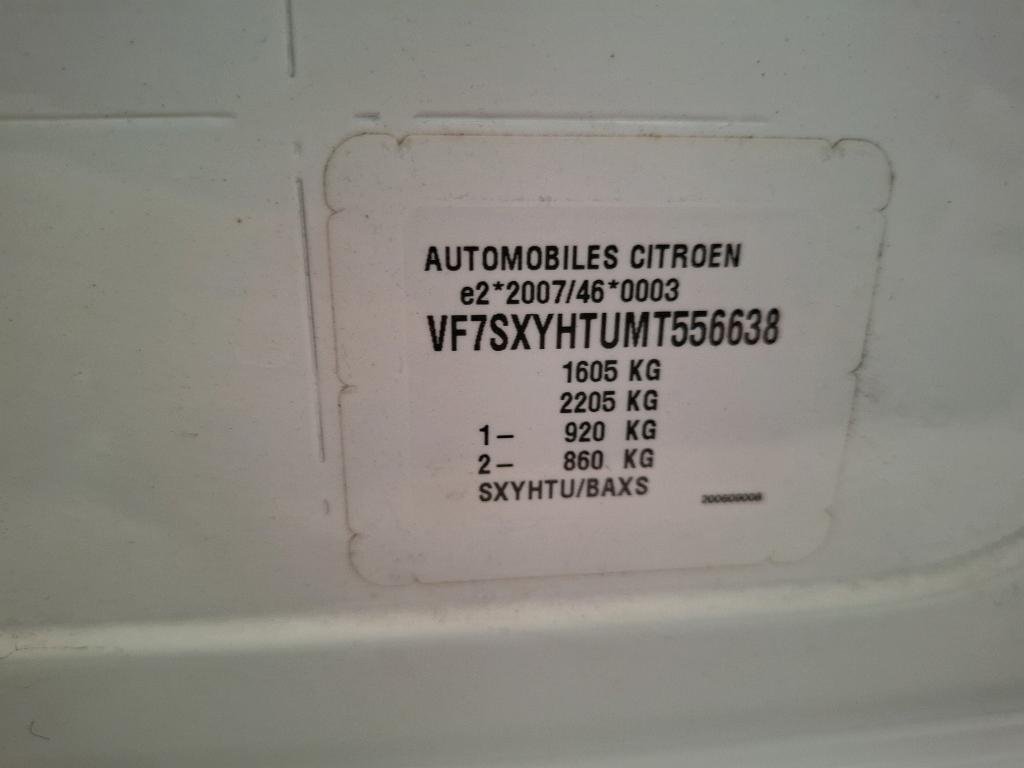 AUTOMOBILES CITROEN
e2*2007/46*0003
VF7SXYHTUMT556638
1605 KG
2205 KG
1– 920 KG
2– 860 KG
SXYHTU/BAXS
200609008